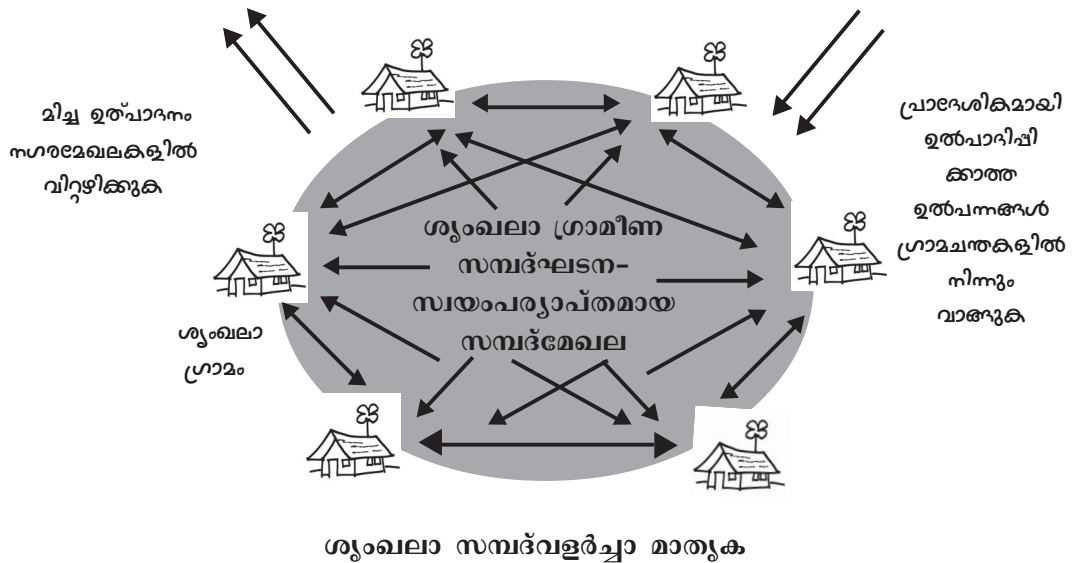 മിച്ച ഉത്പാദനം
നഗരമേഖലകളിൽ
വിറ്റഴിക്കുക
പ്രാദേശികമായി
ഉൽപാദിപ്പി
ക്കാത്ത
ഉൽപന്നങ്ങൾ
ഗ്രാമചന്തകളിൽ
നിന്നും
വാങ്ങുക
ശൃംഖലാ ഗ്രാമീണ
സമ്പദ്ഘടന-
സ്വയംപര്യാപ്തമായ
സമ്പദ്മേഖല
ശൃംഖലാ
ഗ്രാമം
ശൃംഖലാ സമ്പദ്‌വളർച്ചാ മാതൃക